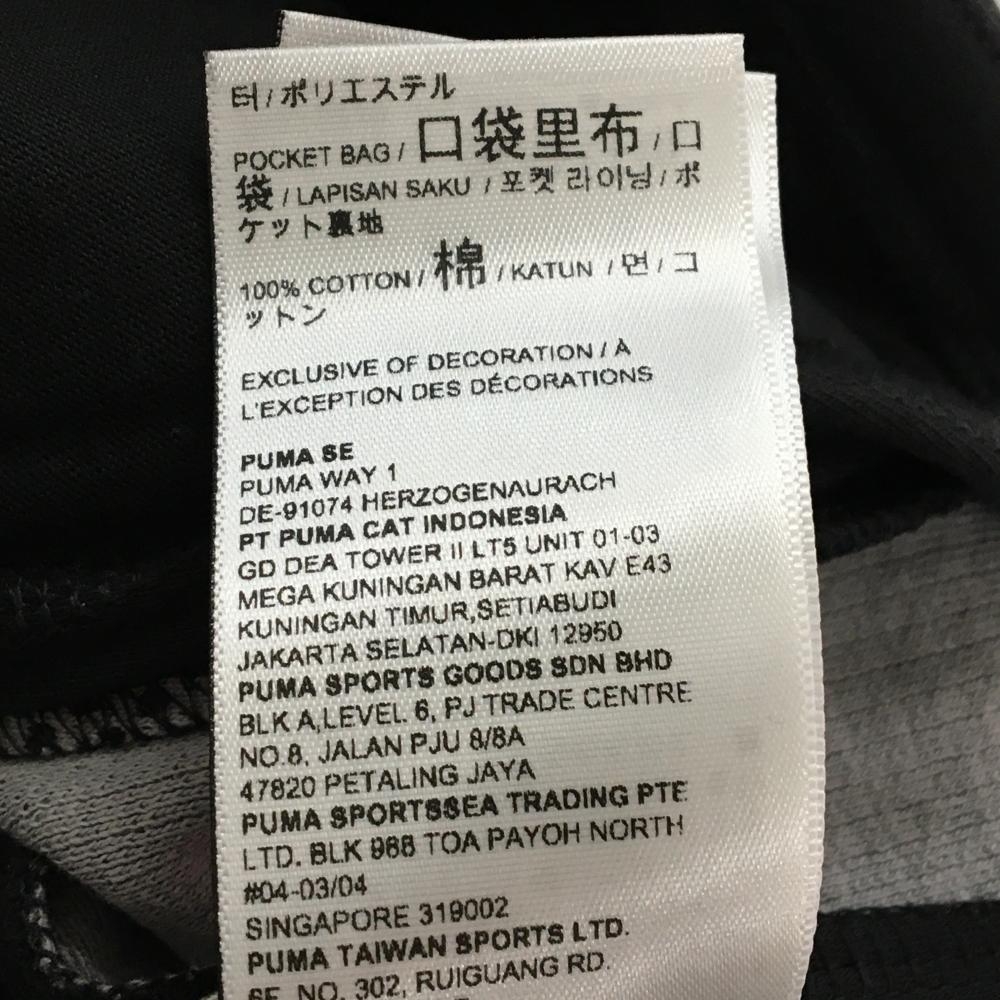 터/ポリエステル
POCKET BAG / 口袋里布 / 口
袋 / LAPISAN SAKU / 포켓 라이닝 / ポ
ケット裏地
100% COTTON / 棉 / KATUN / 면 / コ
ットン
EXCLUSIVE OF DECORATION / À
L'EXCEPTION DES DÉCORATIONS
PUMA SE
PUMA WAY 1
DE-91074 HERZOGENAURACH
PT PUMA CAT INDONESIA
GD DEA TOWER II LT5 UNIT 01-03
MEGA KUNINGAN BARAT KAV E43
KUNINGAN TIMUR,SETIABUDI
JAKARTA SELATAN-DKI 12950
PUMA SPORTS GOODS SDN BHD
BLK A,LEVEL 6, PJ TRADE CENTRE
NO.8, JALAN PJU 8/8A
47820 PETALING JAYA
PUMA SPORTSSEA TRADING PTE
LTD. BLK 988 TOA PAYOH NORTH
#04-03/04
SINGAPORE 319002
PUMA TAIWAN SPORTS LTD.
5F, NO. 302, RUIGUANG RD.